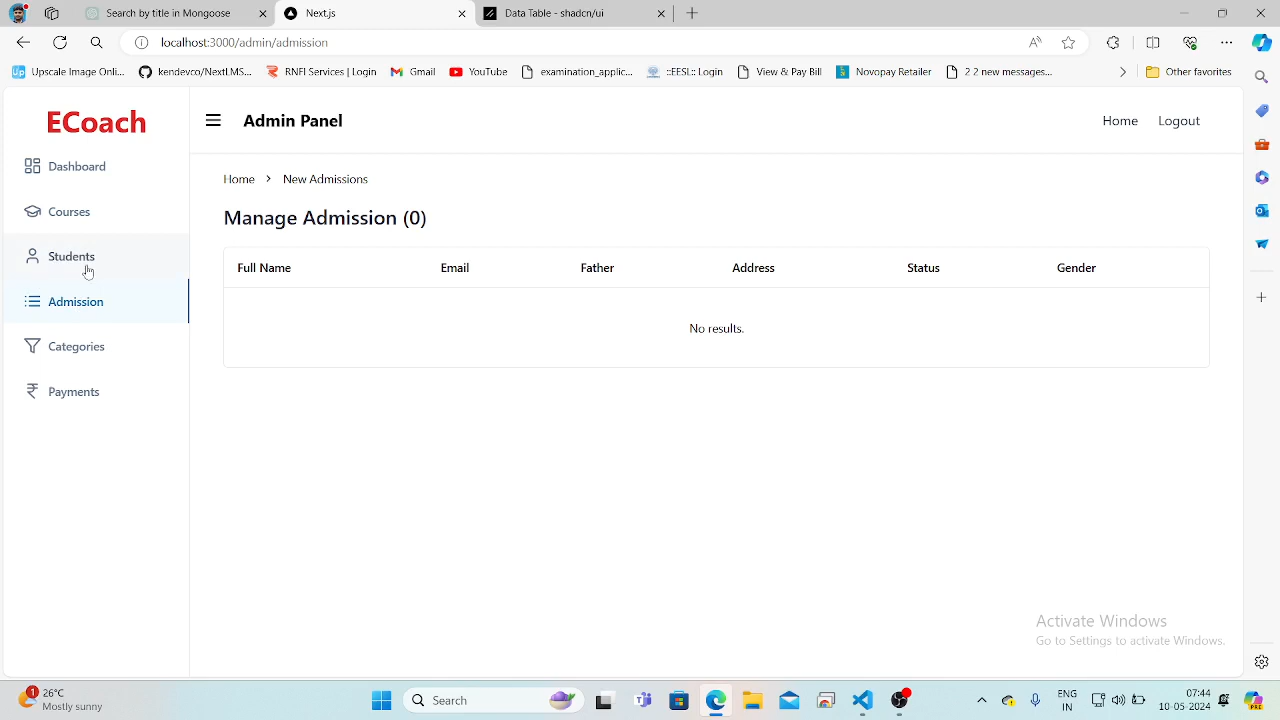 Search by title in Mongoose
Next.js
Data Table - shadcn/ui
localhost:3000/admin/admission
Upscale Image Onl...
kendevco/NextLMS...
RNFI Services | Login
Gmail
YouTube
examination_applic...
::EESL:: Login
View & Pay Bill
Novopay Retailer
2 2 new messages...
Other favorites
ECoach
Admin Panel
Home
Logout
Dashboard
Courses
Students
Admission
Categories
Payments
Home > New Admissions
Manage Admission (0)
Full Name Email Father Address Status Gender
No results.
Activate Windows
Go to Settings to activate Windows.
1
26°C
Mostly sunny
Search
ENG
IN
07:44
10-05-2024
PRE